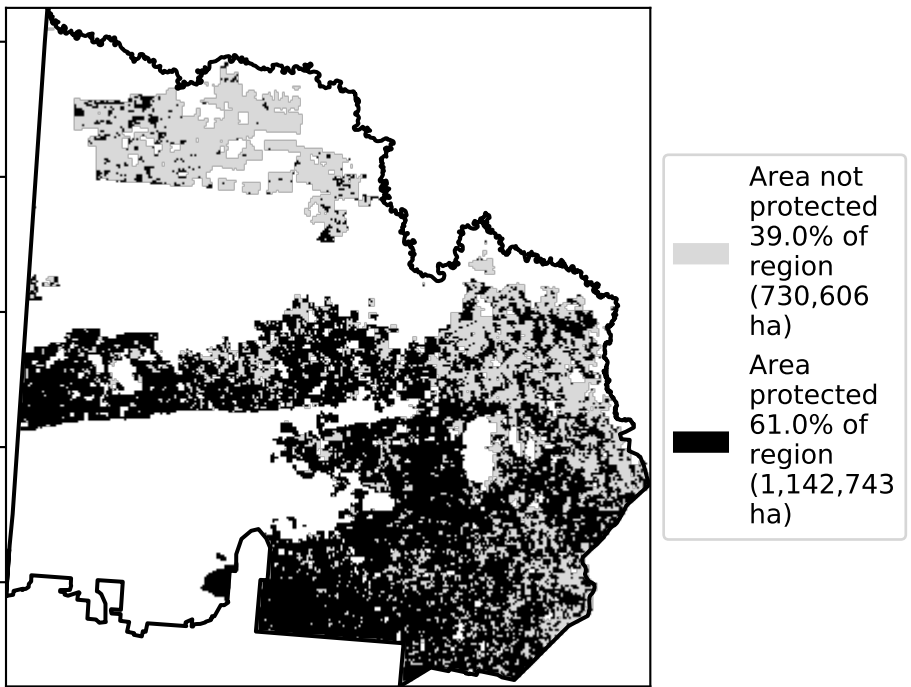 Area not
protected
39.0% of
region
(730,606
ha)
Area
protected
61.0% of
region
(1,142,743
ha)